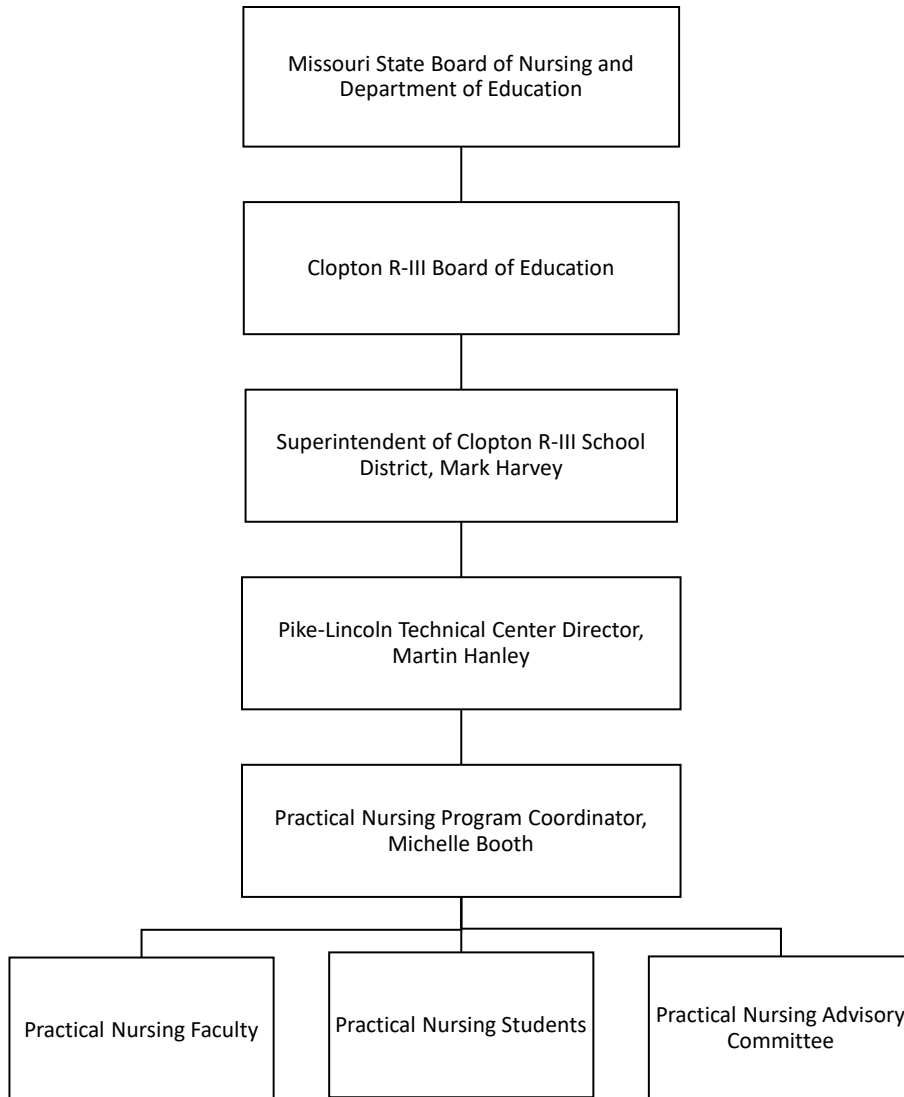 Missouri State Board of Nursing and
Department of Education
Clopton R-III Board of Education
Superintendent of Clopton R-III School
District, Mark Harvey
Pike-Lincoln Technical Center Director,
Martin Hanley
Practical Nursing Program Coordinator,
Michelle Booth
Practical Nursing Faculty
Practical Nursing Students
Practical Nursing Advisory
Committee